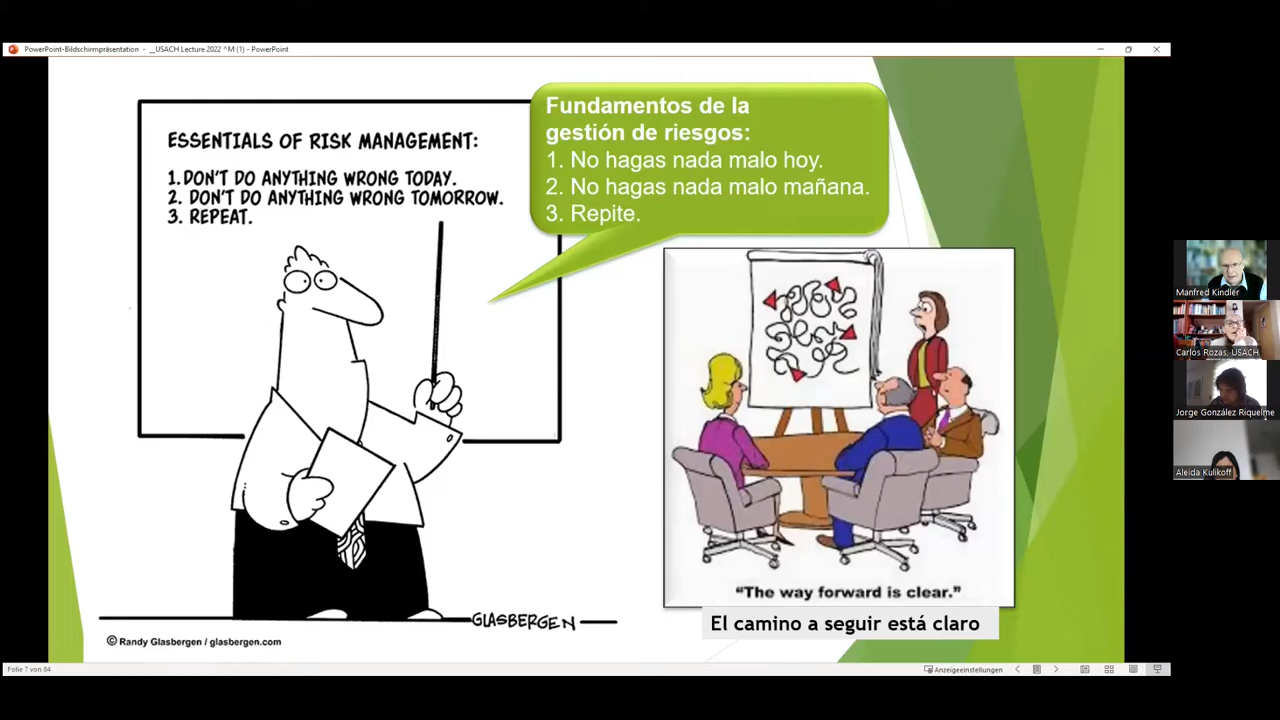 PowerPoint-Bildschirmpräsentation - __USACH Lecture 2022 ^M (1) - PowerPoint
ESSENTIALS OF RISK MANAGEMENT:
1. DON'T DO ANYTHING WRONG TODAY.
2. DON'T DO ANYTHING WRONG TOMORROW.
3. REPEAT.
Fundamentos de la
gestión de riesgos:
1. No hagas nada malo hoy.
2. No hagas nada malo mañana.
3. Repite.
GLASBERGEN
© Randy Glasbergen / glasbergen.com
"The way forward is clear."
El camino a seguir está claro
Manfred Kindler
Carlos Rozas, USACH
Jorge González Riquelme
Aleida Kulikoff
Folie 7 von 84
Anzeigeeinstellungen